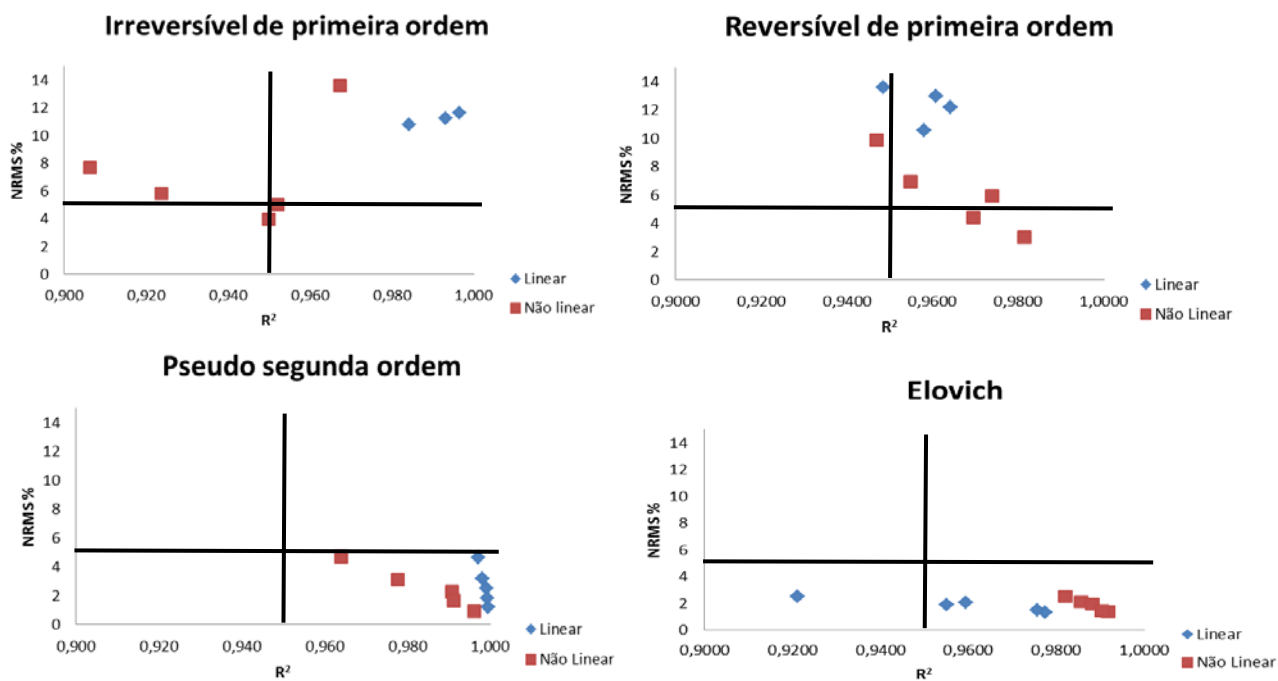 Irreversível de primeira ordem
14
12
10
8
6
4
2
0
NRMS%
0,900
0,920
0,940
0,960
0,980
1,000
R²
Linear
Não linear
Reversível de primeira ordem
14
12
10
8
6
4
2
0
NRMS%
0,9000
0,9200
0,9400
0,9600
0,9800
1,0000
R²
Linear
Não Linear
Pseudo segunda ordem
14
12
10
8
6
4
2
0
NRMS%
0,900
0,920
0,940
0,960
0,980
1,000
R²
Linear
Não Linear
Elovich
14
12
10
8
6
4
2
0
NRMS%
0,9000
0,9200
0,9400
0,9600
0,9800
1,0000
R²
Linear
Não Linear